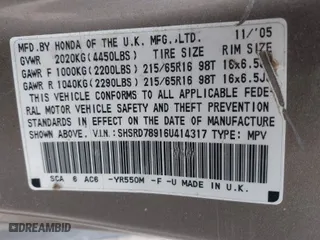 MFD.BY HONDA OF THE U.K. MFG.,LTD. 11/'05
GVWR 2020KG(4450LBS) TIRE SIZE RIM SIZE
GAWR F 1000KG(2200LBS) 215/65R16 98T 16x6.5J
GAWR R 1040KG(2290LBS) 215/65R16 98T 16x6.5J
THIS VEHICLE CONFORMS TO ALL APPLICABLE FEDE-
RAL MOTOR VEHICLE SAFETY AND THEFT PREVENTION
STANDARDS IN EFFECT ON THE DATE OF MANUFACTURE
SHOWN ABOVE. V.I.N: SHSRD78916U414317 TYPE: MPV
SCA 6 AC6 -YR550M -F -U MADE IN U.K.
DREAMBID